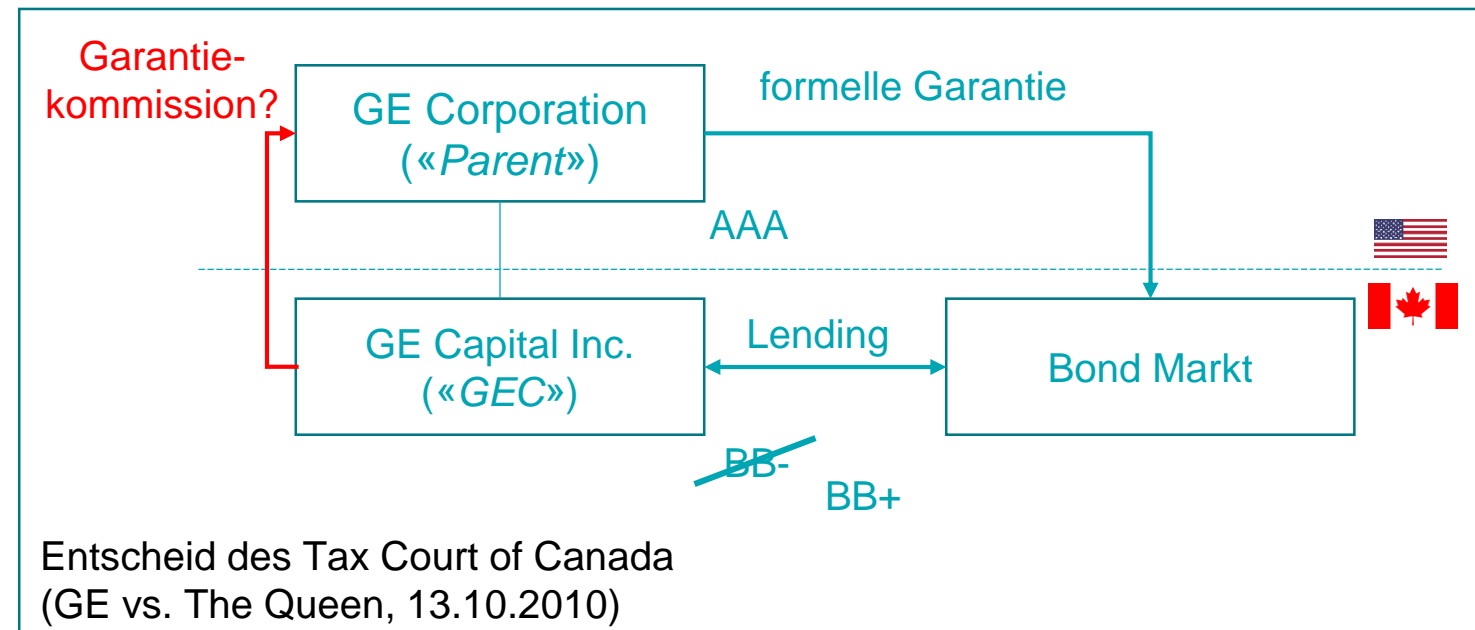 Garantie-
kommission?
GE Corporation
(«Parent»)
formelle Garantie
AAA
GE Capital Inc.
(«GEC»)
Lending
Bond Markt
BB-
BB+
Entscheid des Tax Court of Canada
(GE vs. The Queen, 13.10.2010)